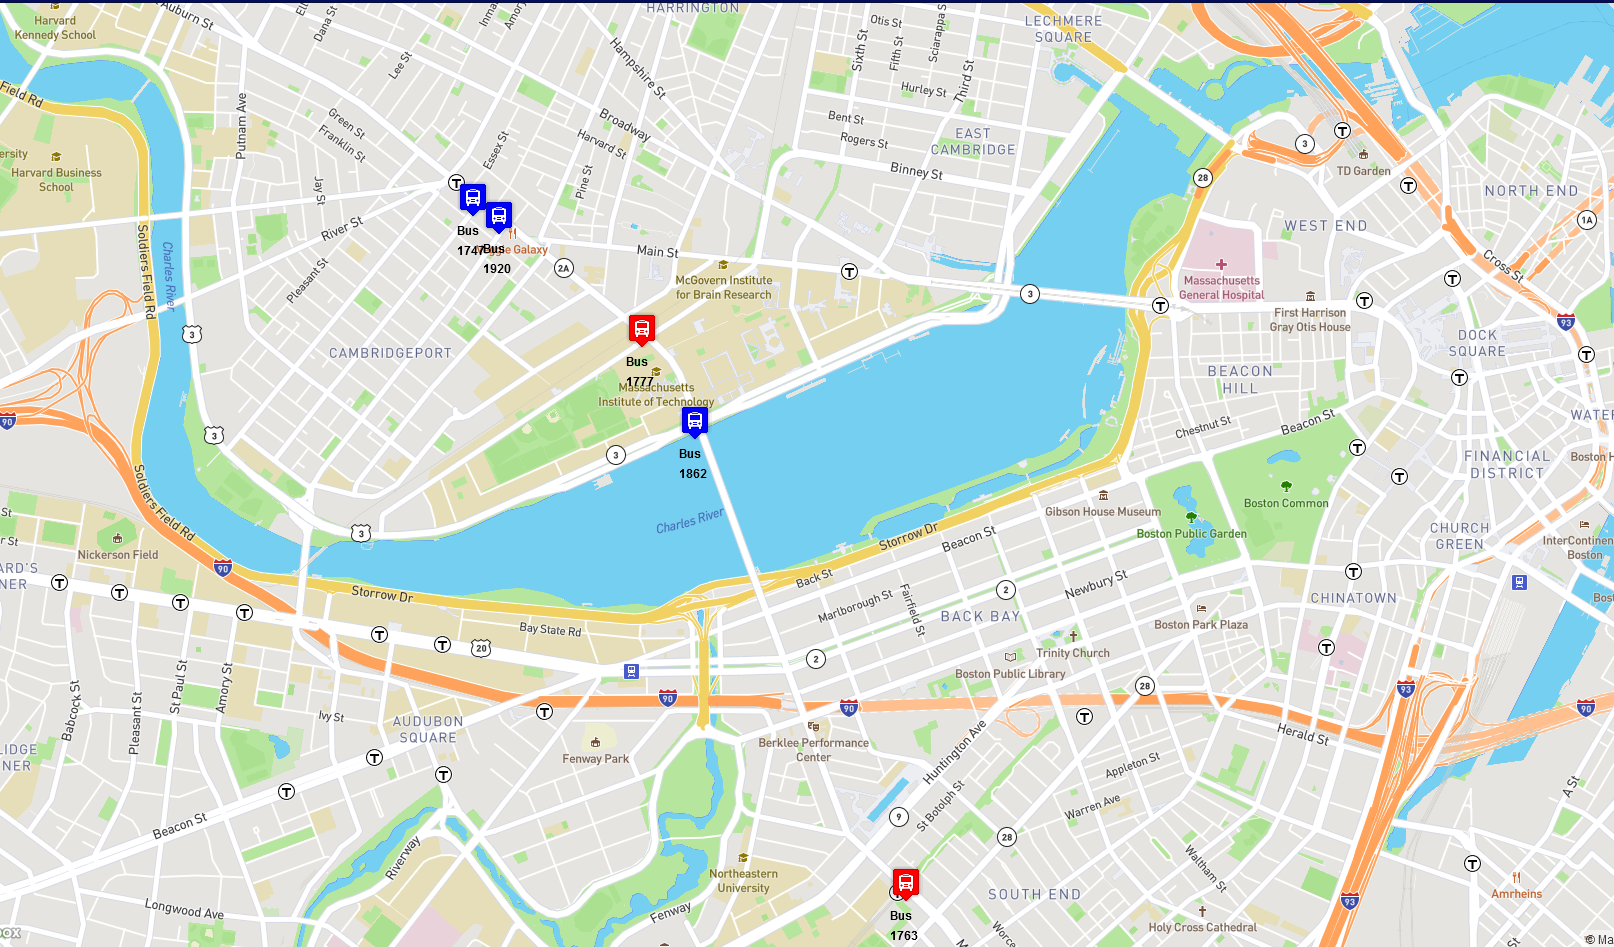 Harvard
Kennedy School
Auburn St
Dana St
Amory
HARRINGTON
Otis St
Sixth St
Fifth St
Sciarappa S
Third St
LECHMERE
SQUARE
Field Rd
Lee St
Hampshire St
Hurley St
Putnam Ave
Green St
Franklin St
Broadway
Harvard St
Essex St
Bent St
Rogers St
EAST
CAMBRIDGE
Binney St
3
TD Garden
28
NORTH END
1A
ersity
Harvard Business
School
Jay St
River St
Pine St
WEST END
Cross St
Soldiers Field Rd
Charles River
Pleasant St
Bus
1747
Bus
1920
Galaxy
2A
Main St
McGovern Institute
for Brain Research
Massachusetts
General Hospital
3
First Harrison
Gray Otis House
93
DOCK
SQUARE
3
CAMBRIDGEPORT
Bus
1777
Massachusetts
Institute of Technology
BEACON
HILL
90
3
3
Bus
1862
Chestnut St
Beacon St
WATER
FINANCIAL
DISTRICT
Boston H
Soldiers Field Rd
Charles River
Gibson House Museum
Boston Common
Boston Public Garden
CHURCH
GREEN
InterContinen
Boston
St
3
Nickerson Field
r St
ARD'S
NER
90
Storrow Dr
Beacon St
Back St
Storrow Dr
Marlborough St
Fairfield St
2
Newbury St
BACK BAY
CHINATOWN
Bost
Bay State Rd
20
2
Boston Park Plaza
Trinity Church
Boston Public Library
Babcock St
Pleasant St
St Paul St
Amory St
Ivy St
AUDUBON
SQUARE
90
90
28
93
90
Herald St
LIDGE
NER
Fenway Park
Berklee Performance
Center
Huntington Ave
Appleton St
A St
Beacon St
Riverway
9
St Botolph St
Warren Ave
28
Waltham St
Northeastern
University
Longwood Ave
Fenway
Bus
1763
SOUTH END
Worce
Holy Cross Cathedral
93
Amrheins
box
© Ma